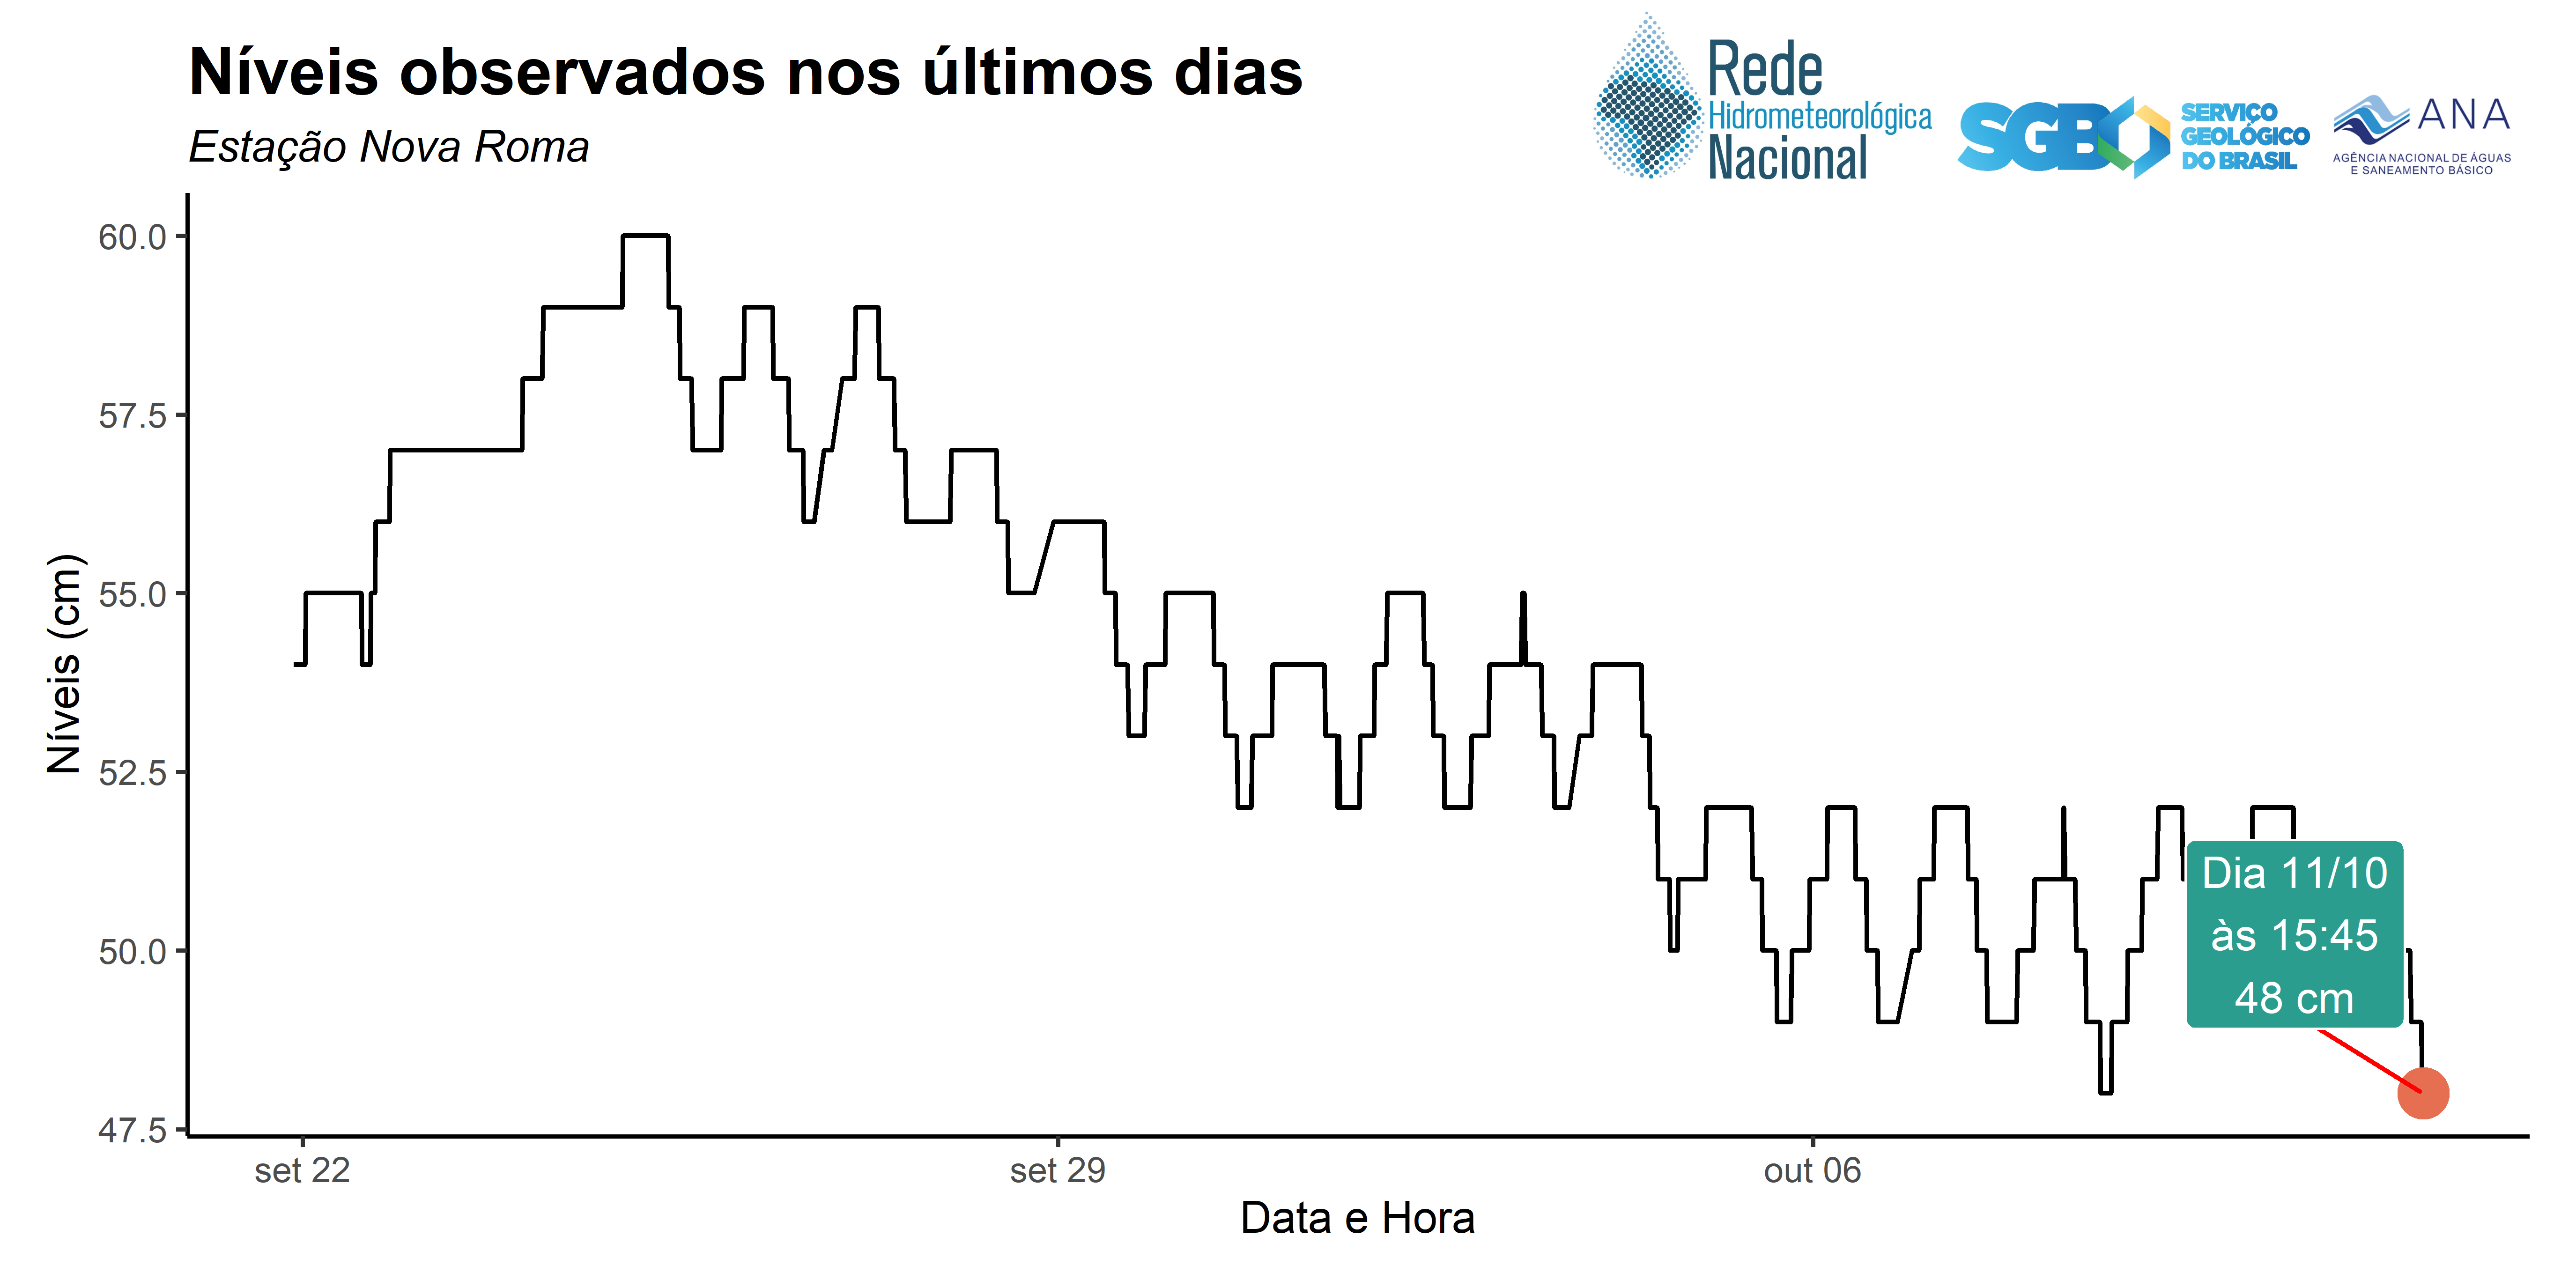 Níveis observados nos últimos dias
Estação Nova Roma
Rede
Hidrometeorológica
Nacional
SGB
SERVIÇO
GEOLÓGICO
DO BRASIL
ANA
AGÊNCIA NACIONAL DE ÁGUAS
E SANEAMENTO BÁSICO
Níveis (cm)
60.0
57.5
55.0
52.5
50.0
47.5
Dia 11/10
às 15:45
48 cm
set 22
set 29
out 06
Data e Hora